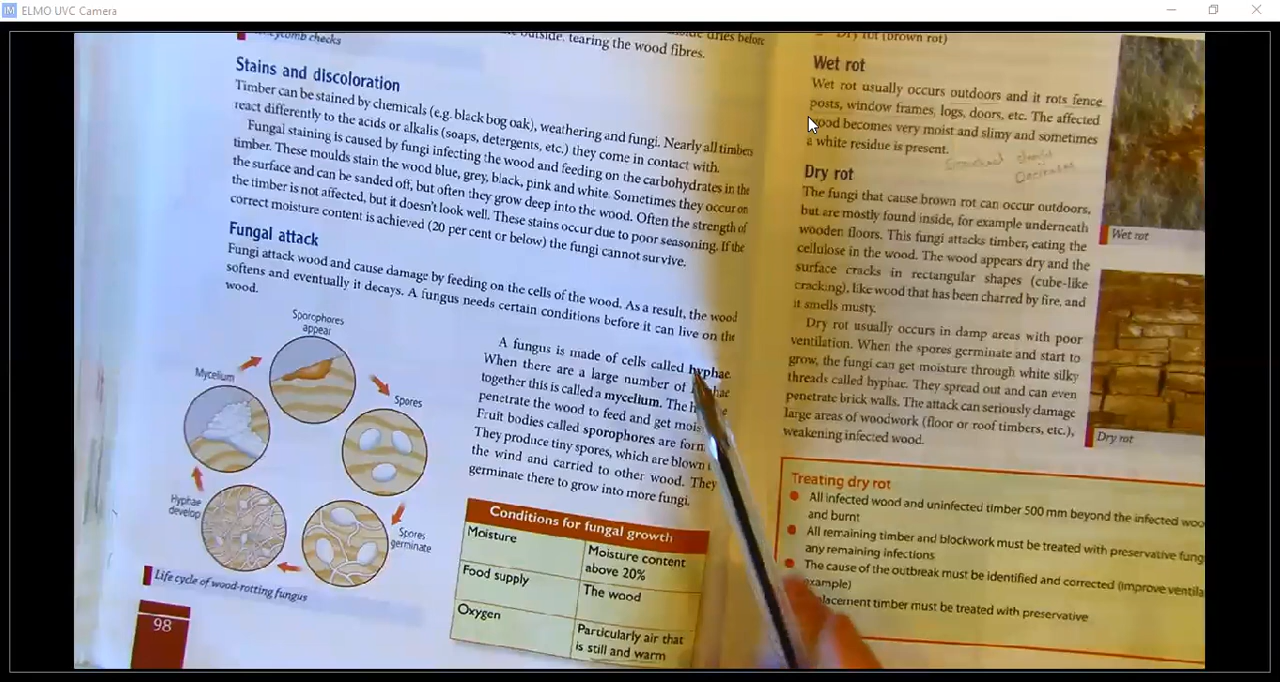 ELMO UVC Camera
checks
outside, tearing the wood fibres.
before
Stains and discoloration
Timber can be stained by chemicals (e.g. black bog oak), weathering and fungi. Nearly all timbers
react differently to the acids or alkalis (soaps, detergents, etc.) they come in contact with.
Fungal staining is caused by fungi infecting the wood and feeding on the carbohydrates in the
timber. These moulds stain the wood blue, grey, black, pink and white. Sometimes they occur on
the surface and can be sanded off, but often they grow deep into the wood. Often the strength of
the timber is not affected, but it doesn't look well. These stains occur due to poor seasoning. If the
correct moisture content is achieved (20 per cent or below) the fungi cannot survive.
Fungal attack
Fungi attack wood and cause damage by feeding on the cells of the wood. As a result, the wood
softens and eventually it decays. A fungus needs certain conditions before it can live on the
wood.
Sporophores
appear
Mycelium
Spores
Hyphae
develop
Spores
germinate
Life cycle of wood-rotting fungus
A fungus is made of cells called hyphae.
When there are a large number of
together this is called a mycelium. The
penetrate the wood to feed and get
Fruit bodies called sporophores are
They produce tiny spores, which are blown
the wind and carried to other wood. They
germinate there to grow into more fungi.
Conditions for fungal growth
Moisture
Moisture content
above 20%
Food supply
The wood
Oxygen
Particularly air that
is still and warm
98
Dry rot (brown rot)
Wet rot
Wet rot usually occurs outdoors and it rots fence
posts, window frames, logs, doors, etc. The affected
wood becomes very moist and slimy and sometimes
a white residue is present.
Dry rot
The fungi that cause brown rot can occur outdoors,
but are mostly found inside, for example underneath
wooden floors. This fungi attacks timber, eating the
cellulose in the wood. The wood appears dry and the
surface cracks in rectangular shapes (cube-like
cracking), like wood that has been charred by fire, and
it smells musty.
Dry rot usually occurs in damp areas with poor
ventilation. When the spores germinate and start to
grow, the fungi can get moisture through white silky
threads called hyphae. They spread out and can even
penetrate brick walls. The attack can seriously damage
large areas of woodwork (floor or roof timbers, etc.),
weakening infected wood.
Wet rot
Dry rot
Treating dry rot
All infected wood and uninfected timber 500 mm beyond the infected
and burnt
All remaining timber and blockwork must be treated with preservative
any remaining infections
The cause of the outbreak must be identified and corrected (improve
example)
timber must be treated with preservative